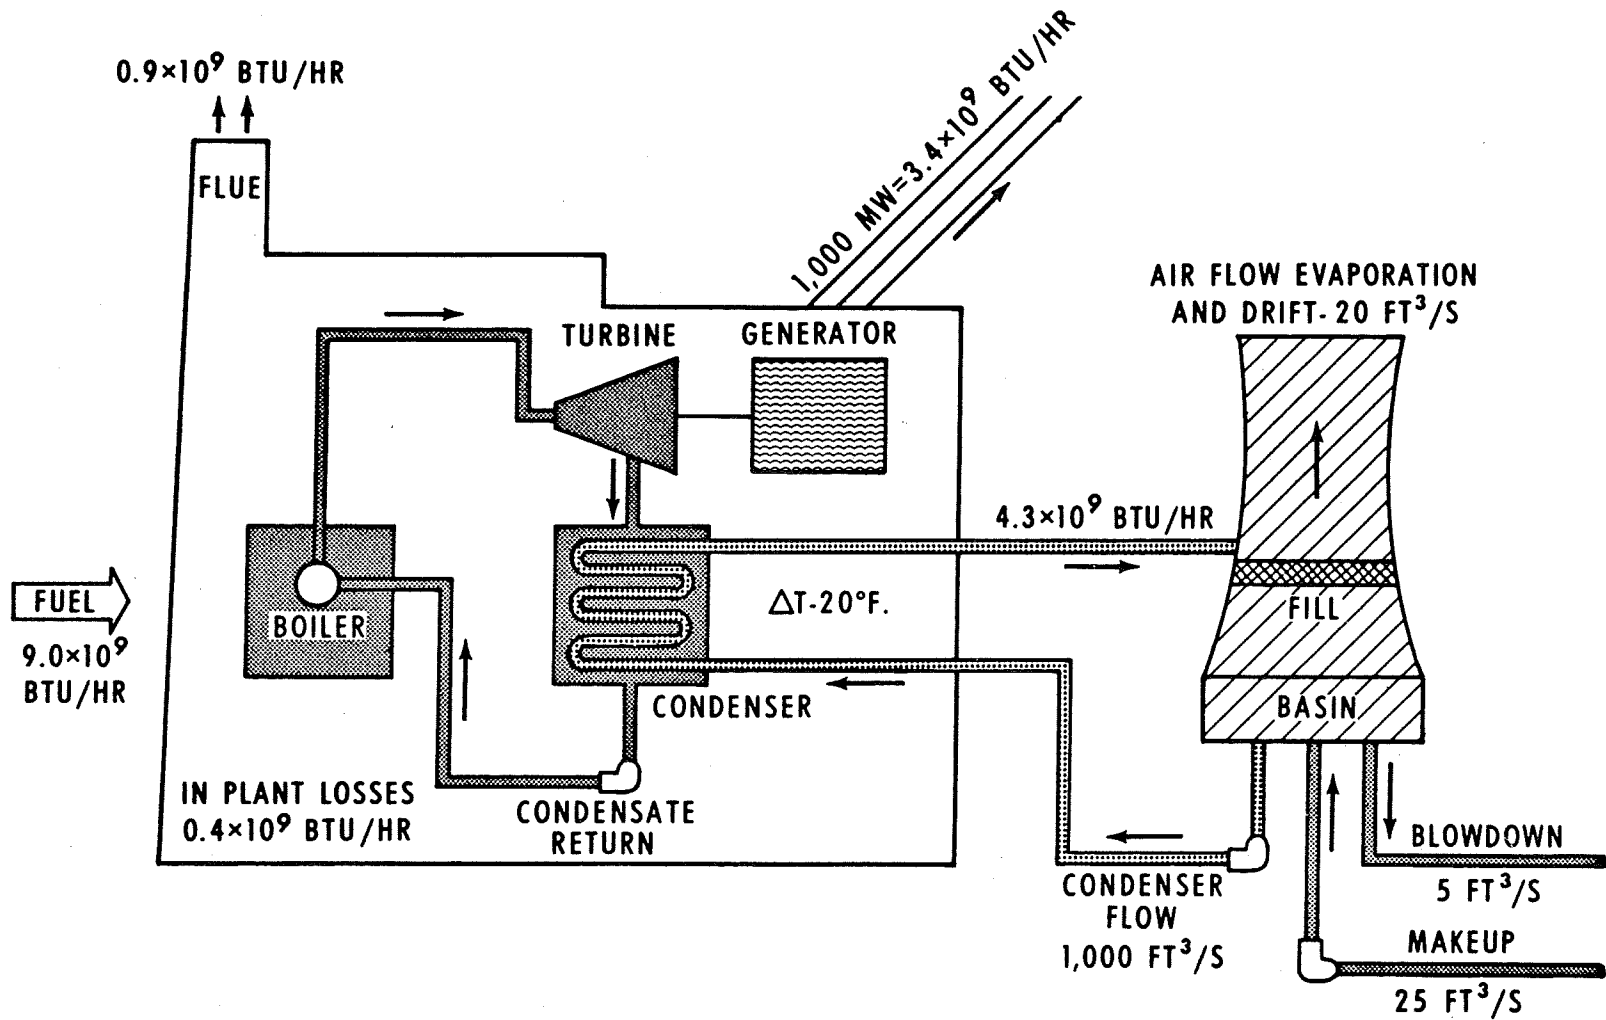 0.9×10⁹ BTU/HR
FLUE
1,000 MW=3.4×10⁹ BTU/HR
AIR FLOW EVAPORATION
AND DRIFT-20 FT³/S
TURBINE
GENERATOR
4.3×10⁹ BTU/HR
FUEL
9.0×10⁹
BTU/HR
BOILER
ΔT-20°F.
FILL
CONDENSER
BASIN
IN PLANT LOSSES
0.4×10⁹ BTU/HR
CONDENSATE
RETURN
CONDENSER
FLOW
1,000 FT³/S
BLOWDOWN
5 FT³/S
MAKEUP
25 FT³/S